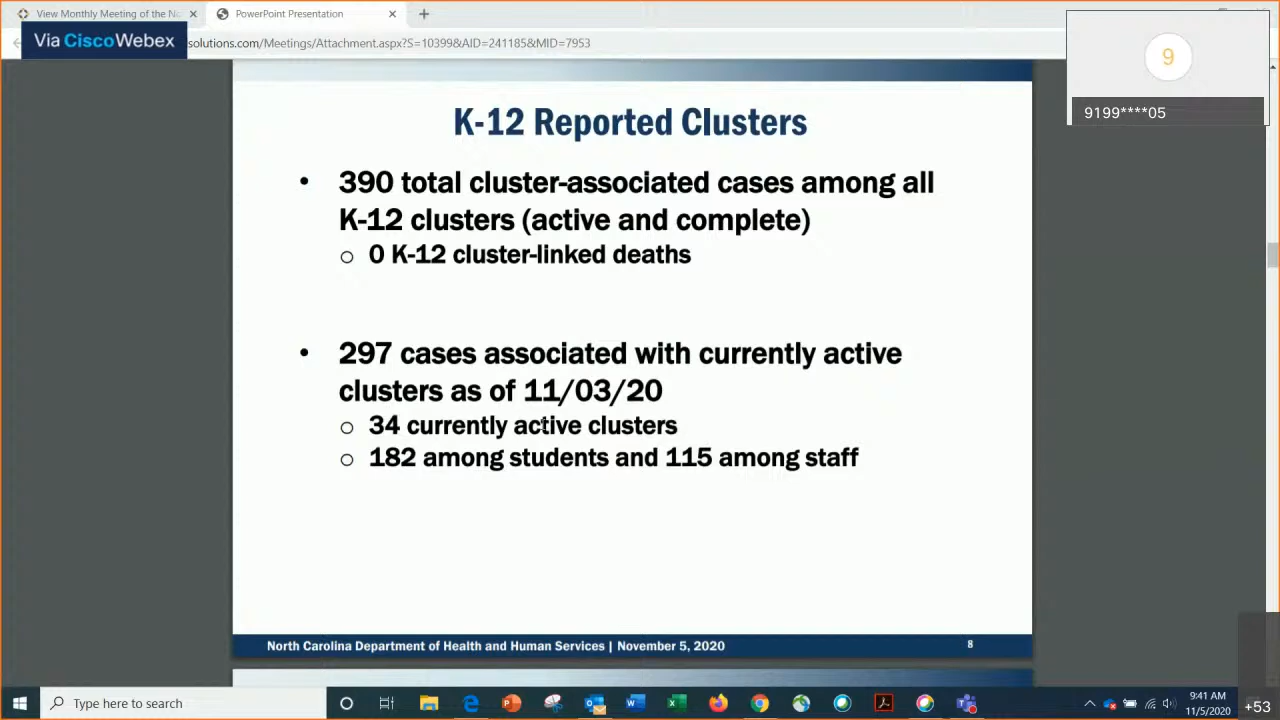 View Monthly Meeting of the No
PowerPoint Presentation
Via CiscoWebex
solutions.com/Meetings/Attachment.aspx?S=10399&AID=241185&MID=7953
9
9199****05
K-12 Reported Clusters
• 390 total cluster-associated cases among all
K-12 clusters (active and complete)
o 0 K-12 cluster-linked deaths
• 297 cases associated with currently active
clusters as of 11/03/20
o 34 currently active clusters
o 182 among students and 115 among staff
North Carolina Department of Health and Human Services | November 5, 2020
8
Type here to search
9:41 AM
11/5/2020
+53